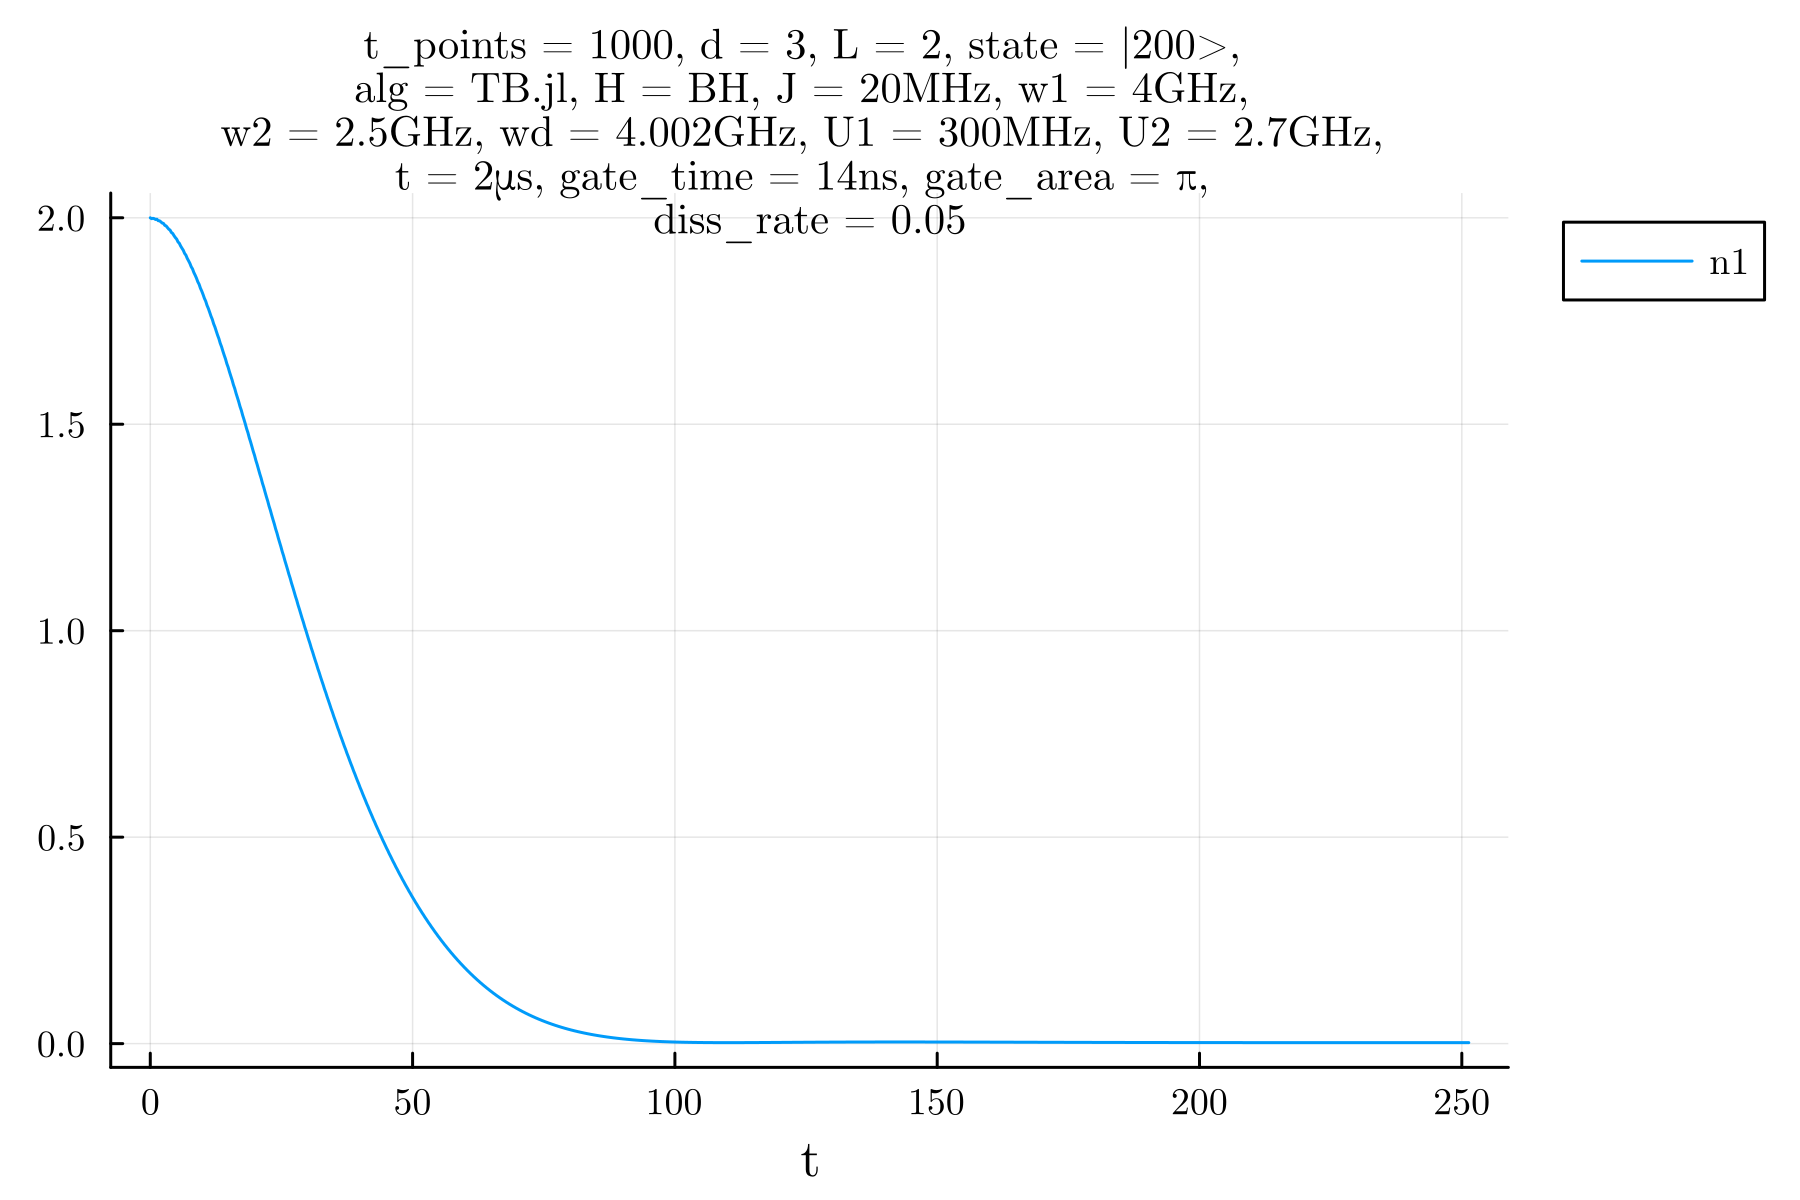 t_points = 1000, d = 3, L = 2, state = |200>,
alg = TB.jl, H = BH, J = 20MHz, w1 = 4GHz,
w2 = 2.5GHz, wd = 4.002GHz, U1 = 300MHz, U2 = 2.7GHz,
t = 2μs, gate_time = 14ns, gate_area = π,
diss_rate = 0.05
n1
2.0
1.5
1.0
0.5
0.0
0 50 100 150 200 250
t